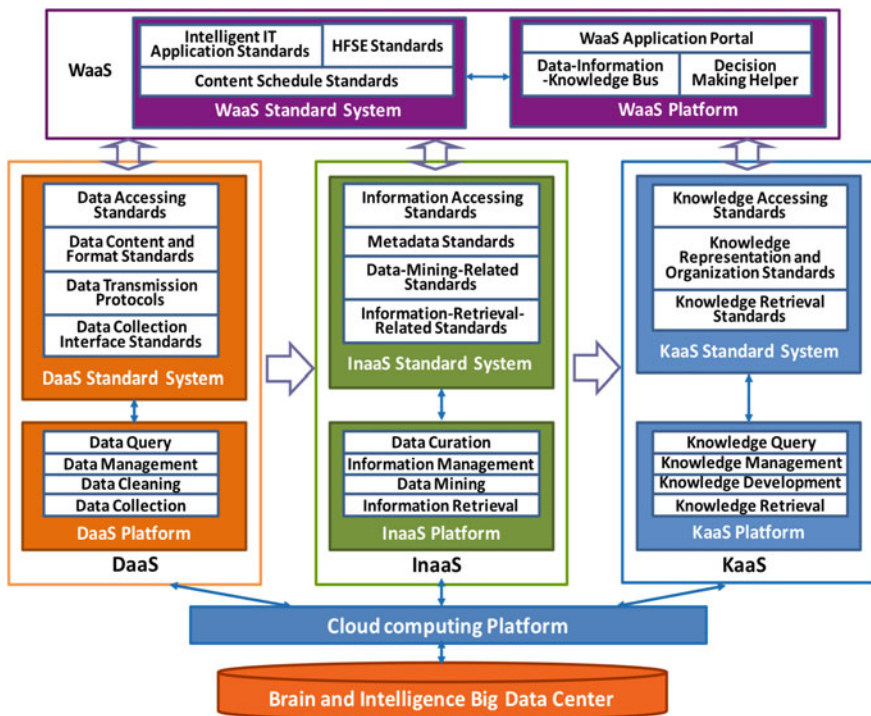 WaaS
Intelligent IT
Application Standards
HFSE Standards
Content Schedule Standards
WaaS Standard System
WaaS Application Portal
Data-Information
-Knowledge Bus
Decision
Making Helper
WaaS Platform
Data Accessing
Standards
Data Content and
Format Standards
Data Transmission
Protocols
Data Collection
Interface Standards
DaaS Standard System
Data Query
Data Management
Data Cleaning
Data Collection
DaaS Platform
DaaS
Information Accessing
Standards
Metadata Standards
Data-Mining-Related
Standards
Information-Retrieval-
Related Standards
InaaS Standard System
Data Curation
Information Management
Data Mining
Information Retrieval
InaaS Platform
InaaS
Knowledge Accessing
Standards
Knowledge
Representation and
Organization Standards
Knowledge Retrieval
Standards
KaaS Standard System
Knowledge Query
Knowledge Management
Knowledge Development
Knowledge Retrieval
KaaS Platform
KaaS
Cloud computing Platform
Brain and Intelligence Big Data Center